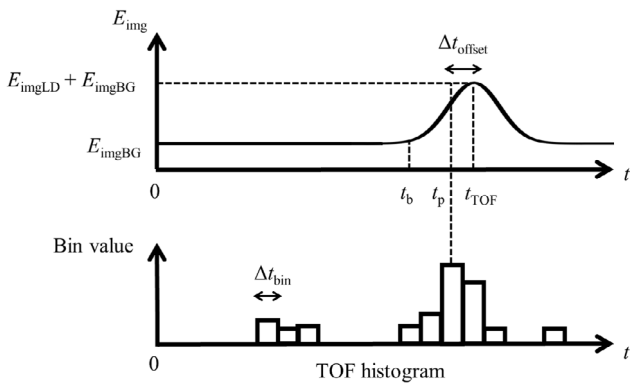 E_img
Δt_offset
E_imgLD + E_imgBG
E_imgBG
0
t_b
t_p
t_TOF
t
Bin value
Δt_bin
0
t
TOF histogram